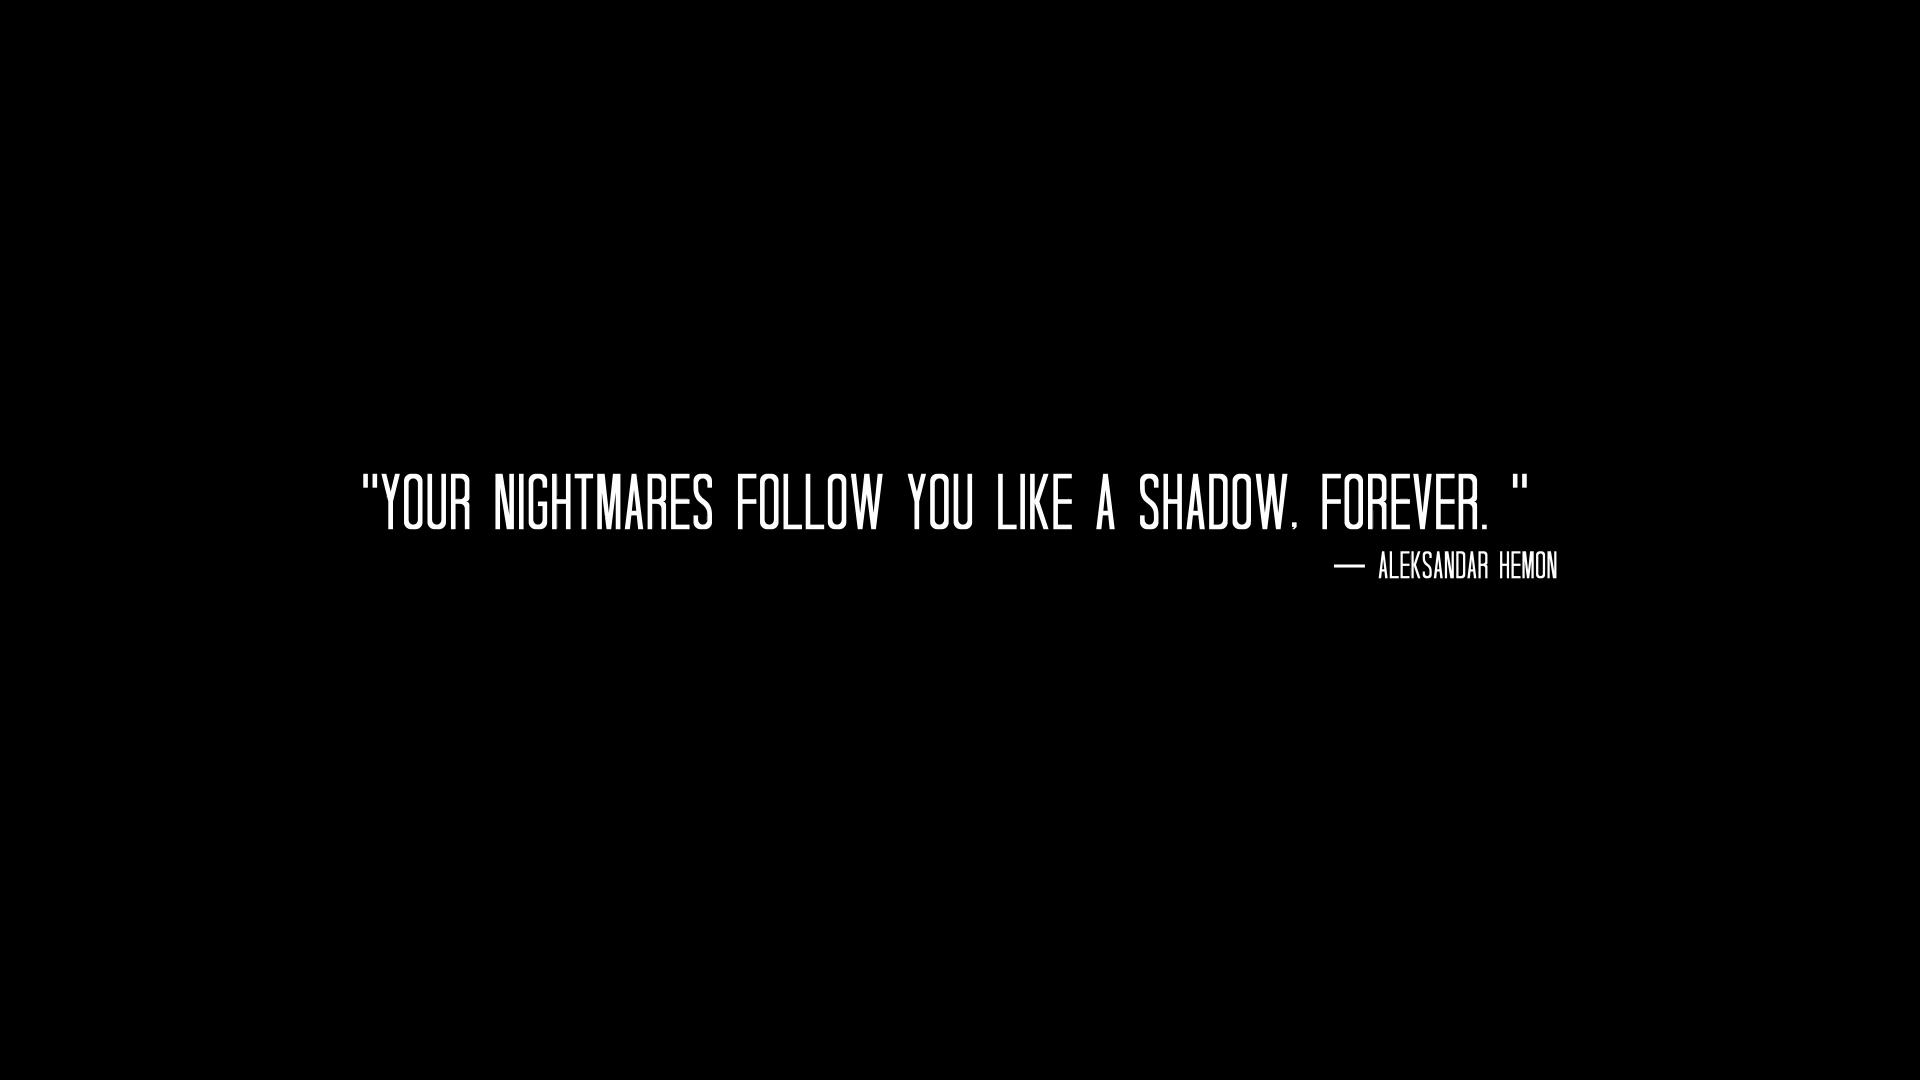 "YOUR NIGHTMARES FOLLOW YOU LIKE A SHADOW, FOREVER. "
— ALEKSANDAR HEMON